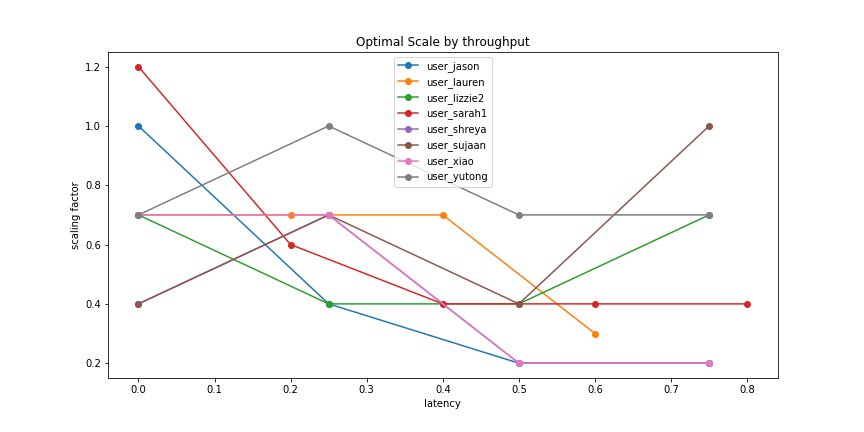 Optimal Scale by throughput
user_jason
user_lauren
user_lizzie2
user_sarah1
user_shreya
user_sujaan
user_xiao
user_yutong
scaling factor
1.2
1.0
0.8
0.6
0.4
0.2
0.0 0.1 0.2 0.3 0.4 0.5 0.6 0.7 0.8
latency